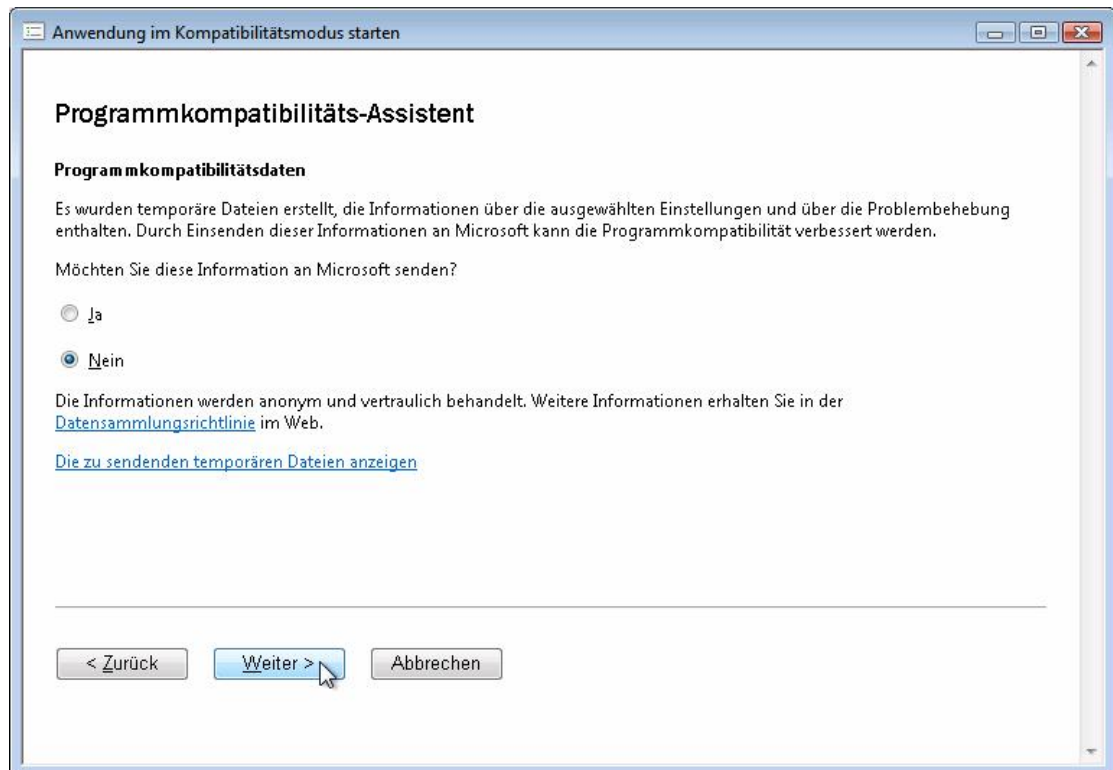 Anwendung im Kompatibilitätsmodus starten
Programmkompatibilitäts-Assistent
Programmkompatibilitätsdaten
Es wurden temporäre Dateien erstellt, die Informationen über die ausgewählten Einstellungen und über die Problembehebung
enthalten. Durch Einsenden dieser Informationen an Microsoft kann die Programmkompatibilität verbessert werden.
Möchten Sie diese Information an Microsoft senden?
Ja
Nein
Die Informationen werden anonym und vertraulich behandelt. Weitere Informationen erhalten Sie in der
Datensammlungsrichtlinie im Web.
Die zu sendenden temporären Dateien anzeigen
< Zurück Weiter > Abbrechen